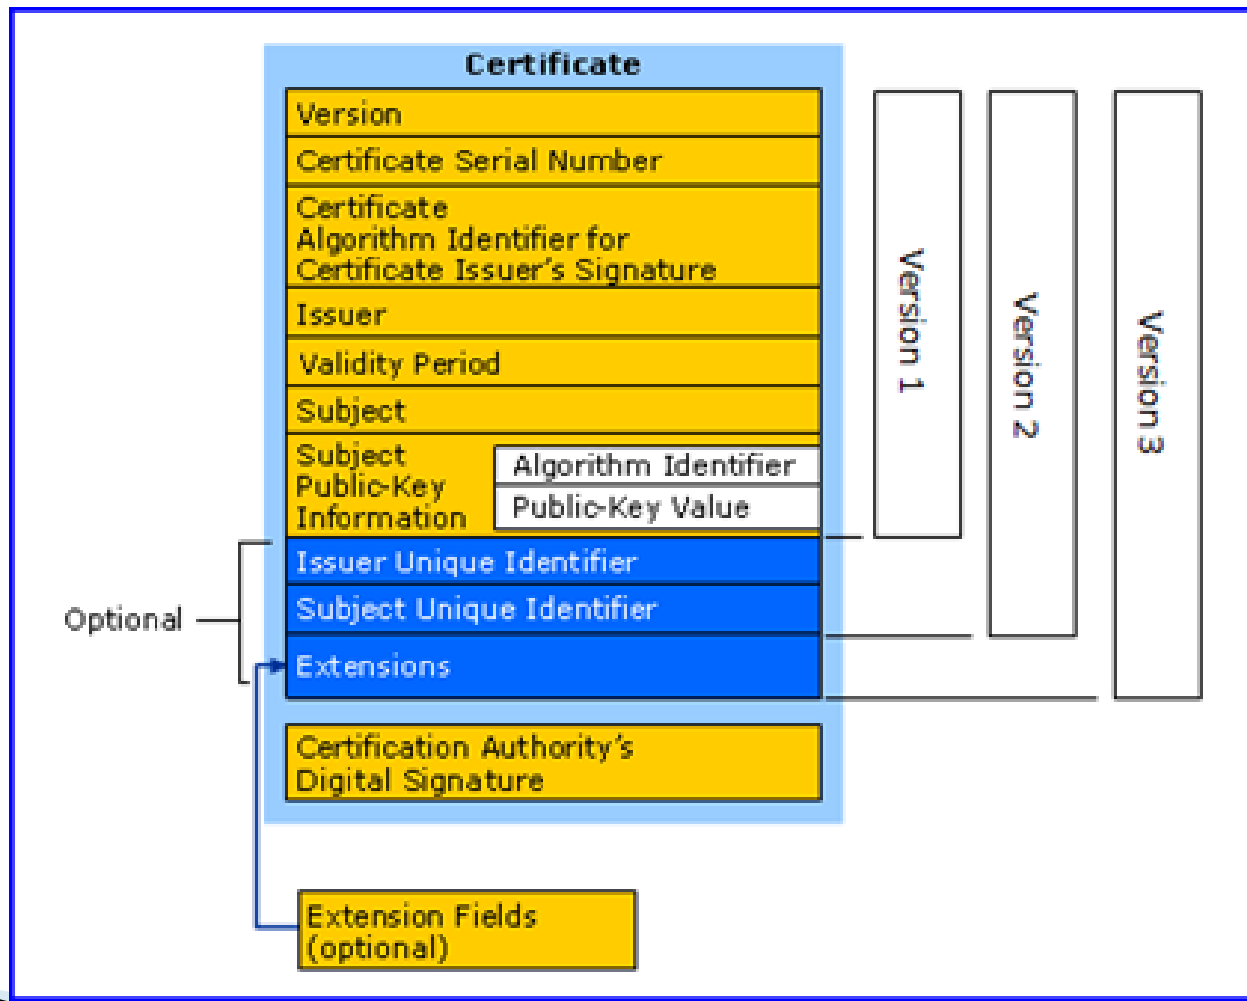 Certificate
Version
Certificate Serial Number
Certificate
Algorithm Identifier for
Certificate Issuer's Signature
Issuer
Validity Period
Subject
Subject
Public-Key
Information
Algorithm Identifier
Public-Key Value
Issuer Unique Identifier
Subject Unique Identifier
Extensions
Certification Authority's
Digital Signature
Optional
Extension Fields
(optional)
Version 1
Version 2
Version 3